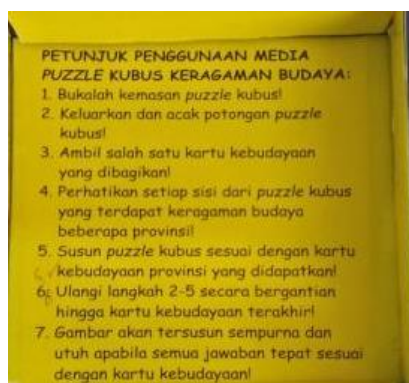 PETUNJUK PENGGUNAAN MEDIA
PUZZLE KUBUS KERAGAMAN BUDAYA:
1. Bukalah kemasan puzzle kubus!
2. Keluarkan dan acak potongan puzzle
kubus!
3. Ambil salah satu kartu kebudayaan
yang dibagikan!
4. Perhatikan setiap sisi dari puzzle kubus
yang terdapat keragaman budaya
beberapa provinsi!
5. Susun puzzle kubus sesuai dengan kartu
kebudayaan provinsi yang didapatkan!
6. Ulangi langkah 2-5 secara bergantian
hingga kartu kebudayaan terakhir!
7. Gambar akan tersusun sempurna dan
utuh apabila semua jawaban tepat sesuai
dengan kartu kebudayaan!